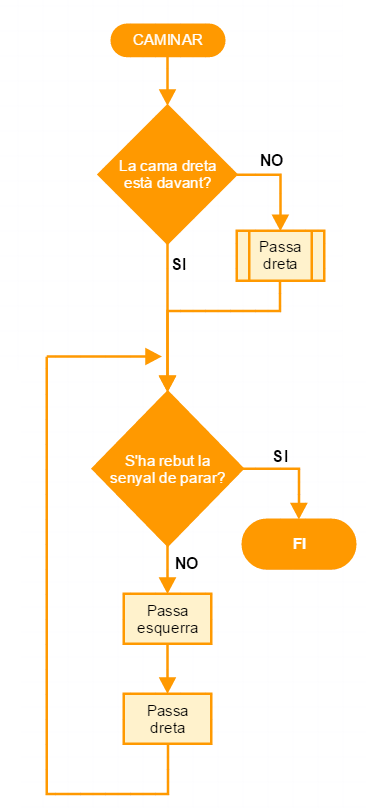 CAMINAR
La cama dreta
està davant?
NO
SI
Passa
dreta
S'ha rebut la
senyal de parar?
SI
FI
NO
Passa
esquerra
Passa
dreta